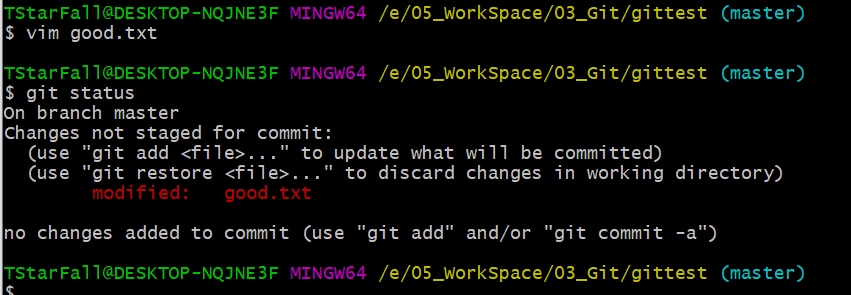 TStarFall@DESKTOP-NQJNE3F MINGW64 /e/05_WorkSpace/03_Git/gittest (master)
$ vim good.txt
TStarFall@DESKTOP-NQJNE3F MINGW64 /e/05_WorkSpace/03_Git/gittest (master)
$ git status
On branch master
Changes not staged for commit:
  (use "git add <file>..." to update what will be committed)
  (use "git restore <file>..." to discard changes in working directory)
        modified:   good.txt
no changes added to commit (use "git add" and/or "git commit -a")
TStarFall@DESKTOP-NQJNE3F MINGW64 /e/05_WorkSpace/03_Git/gittest (master)
$